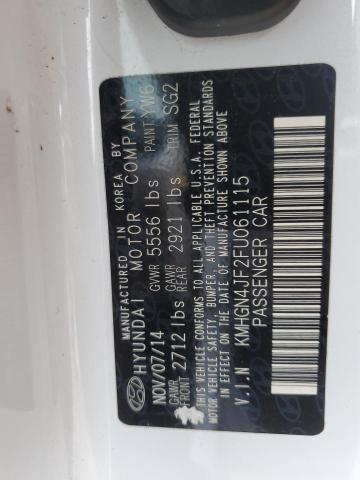 MANUFACTURED IN KOREA BY
HYUNDAI MOTOR COMPANY
NOV/07/14 GVWR 5556 lbs PAINT YW6
GAWR FRONT 2712 lbs GAWR REAR 2921 lbs TRIM SG2
THIS VEHICLE CONFORMS TO ALL APPLICABLE U.S.A. FEDERAL
MOTOR VEHICLE SAFETY, BUMPER, AND THEFT PREVENTION STANDARDS
IN EFFECT ON THE DATE OF MANUFACTURE SHOWN ABOVE
V.I.N KMHGN4JF2FU061115
PASSENGER CAR